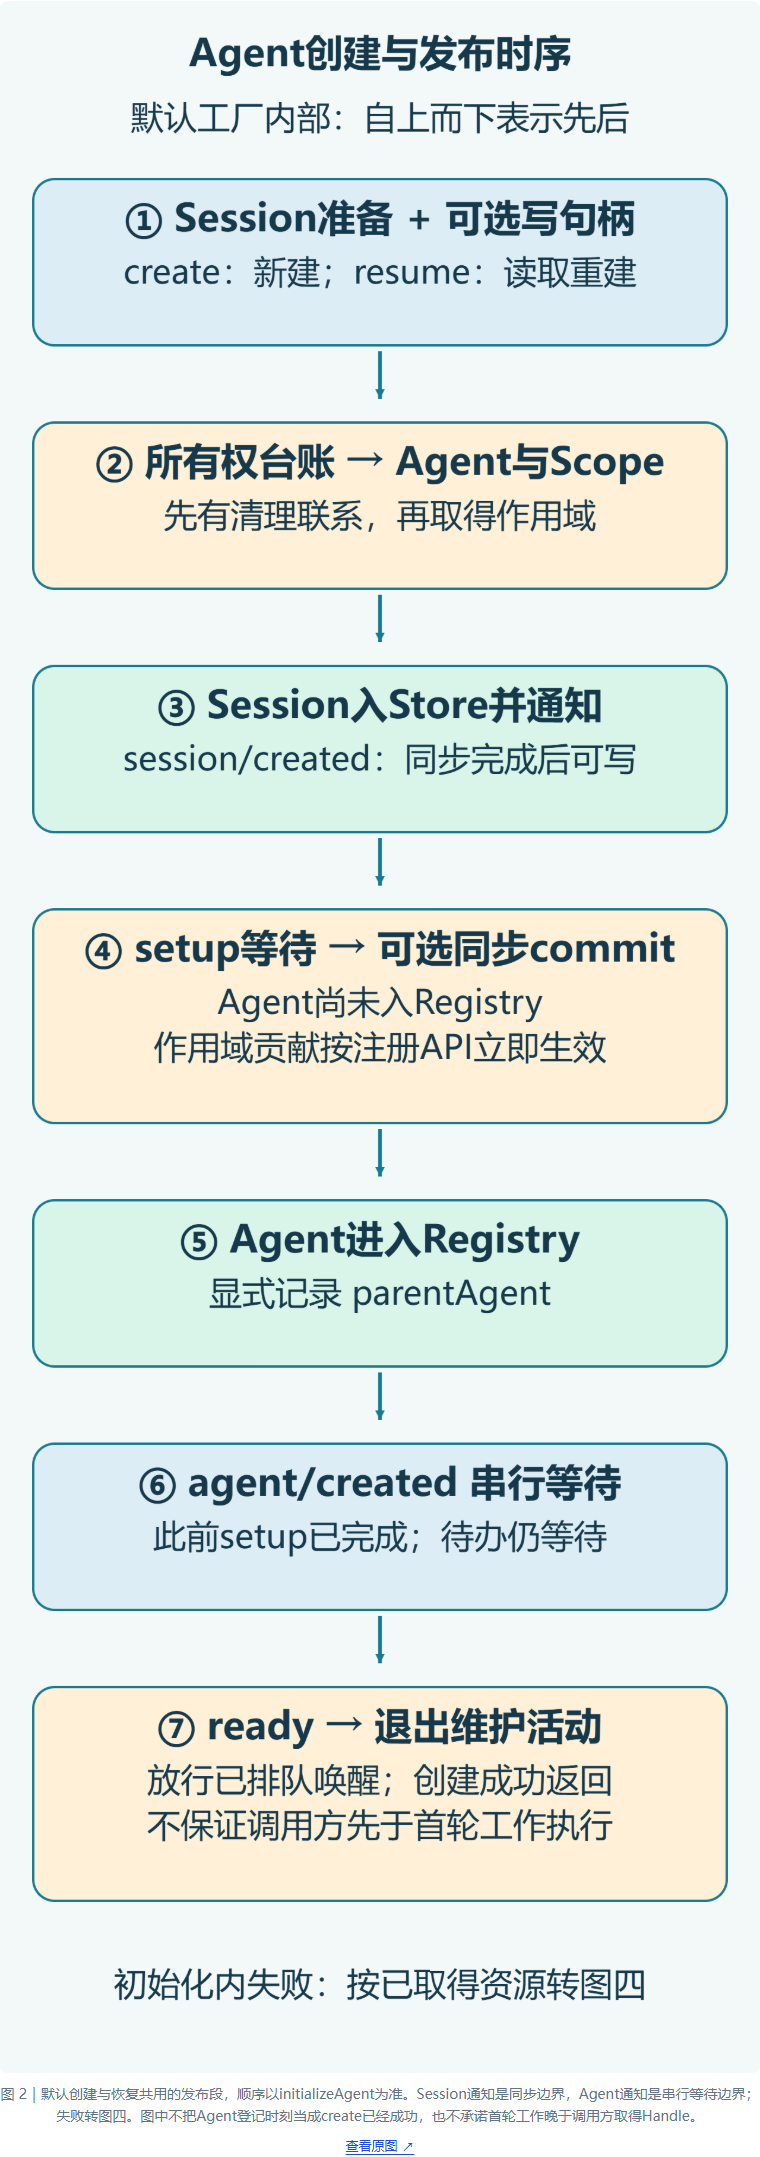 Agent创建与发布时序
默认工厂内部：自上而下表示先后
① Session准备 + 可选写句柄
create：新建；resume：读取重建
② 所有权台账 → Agent与Scope
先有清理联系，再取得作用域
③ Session入Store并通知
session/created：同步完成后可写
④ setup等待 → 可选同步commit
Agent尚未入Registry
作用域贡献按注册API立即生效
⑤ Agent进入Registry
显式记录 parentAgent
⑥ agent/created 串行等待
此前setup已完成；待办仍等待
⑦ ready → 退出维护活动
放行已排队唤醒；创建成功返回
不保证调用方先于首轮工作执行
初始化内失败：按已取得资源转图四
图 2｜默认创建与恢复共用的发布段，顺序以initializeAgent为准。Session通知是同步边界，Agent通知是串行等待边界；
失败转图四。图中不把Agent登记时刻当成create已经成功，也不承诺首轮工作晚于调用方取得Handle。
查看原图 ↗